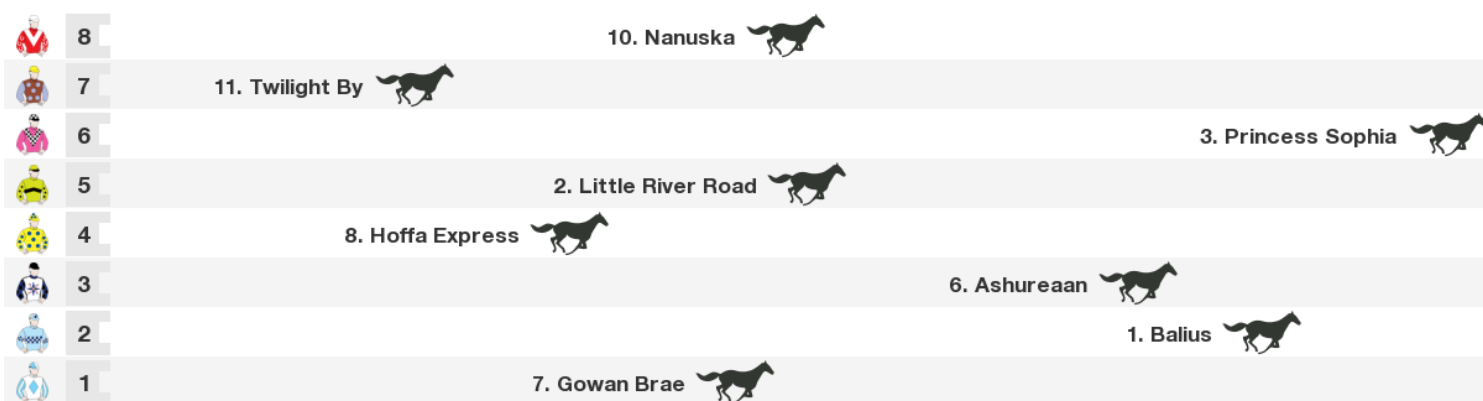 8 10. Nanuska
7 11. Twilight By
6 3. Princess Sophia
5 2. Little River Road
4 8. Hoffa Express
3 6. Ashureaan
2 1. Balius
1 7. Gowan Brae